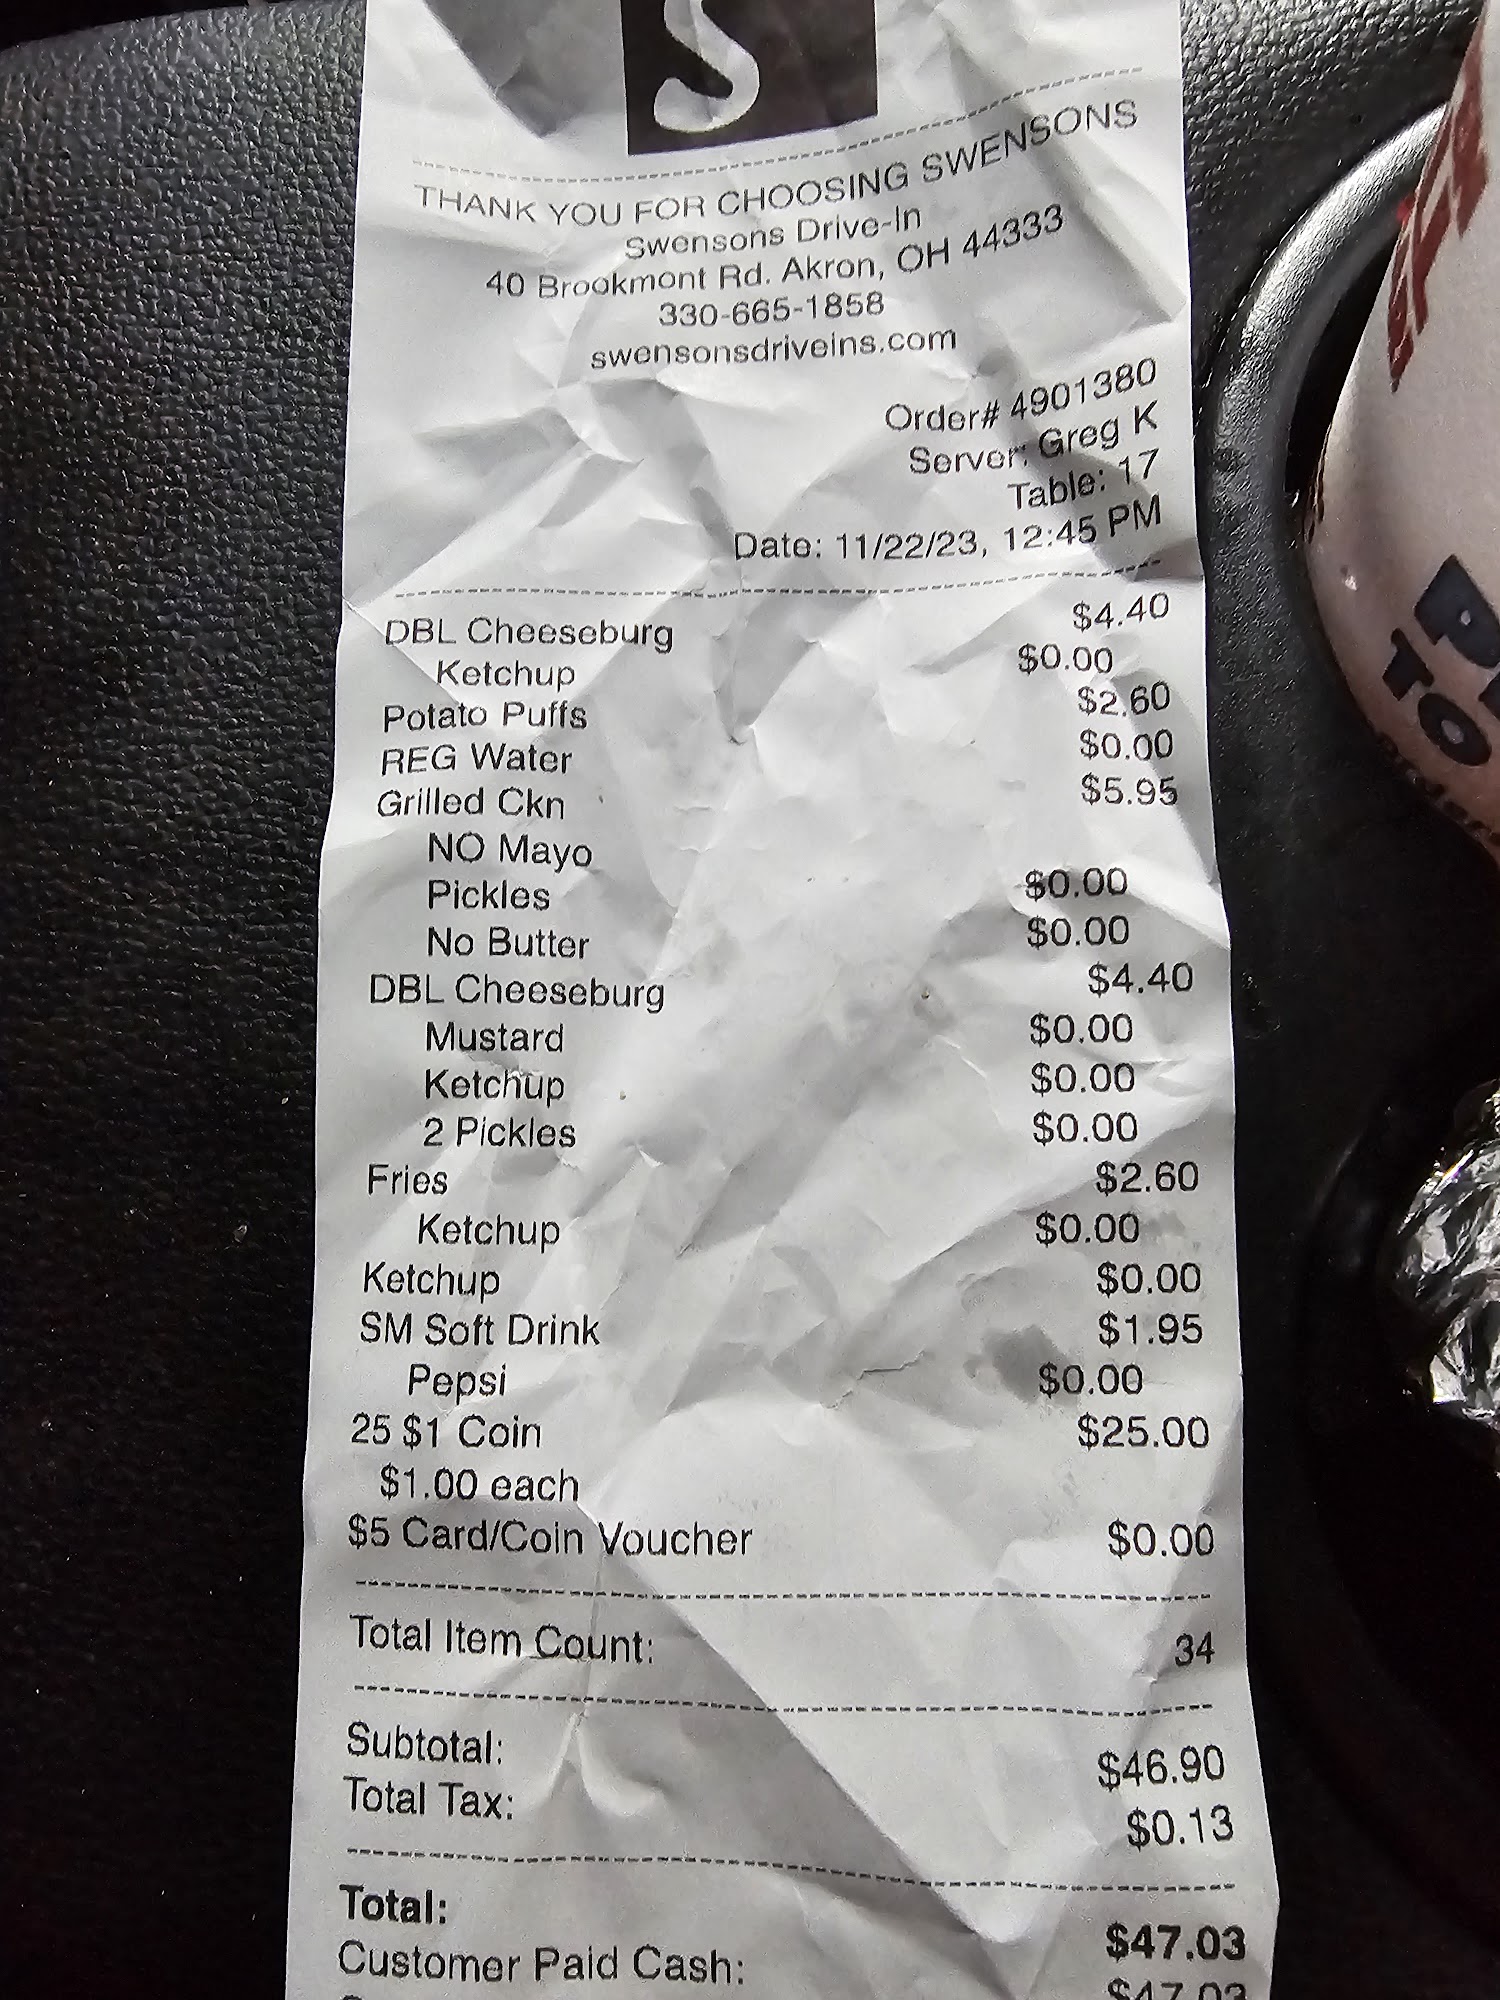 S
THANK YOU FOR CHOOSING SWENSONS
Swensons Drive-In
40 Brookmont Rd. Akron, OH 44333
330-665-1858
swensonsdriveins.com
Order# 4901380
Server: Greg K
Table: 17
Date: 11/22/23, 12:45 PM
DBL Cheeseburg $4.40
Ketchup $0.00
Potato Puffs $2.60
REG Water $0.00
Grilled Ckn $5.95
NO Mayo
Pickles $0.00
No Butter $0.00
DBL Cheeseburg $4.40
Mustard $0.00
Ketchup $0.00
2 Pickles $0.00
Fries $2.60
Ketchup $0.00
Ketchup $0.00
SM Soft Drink $1.95
Pepsi $0.00
25 $1 Coin $25.00
$1.00 each
$5 Card/Coin Voucher $0.00
Total Item Count: 34
Subtotal: $46.90
Total Tax: $0.13
Total: $47.03
Customer Paid Cash: $47.03
TO